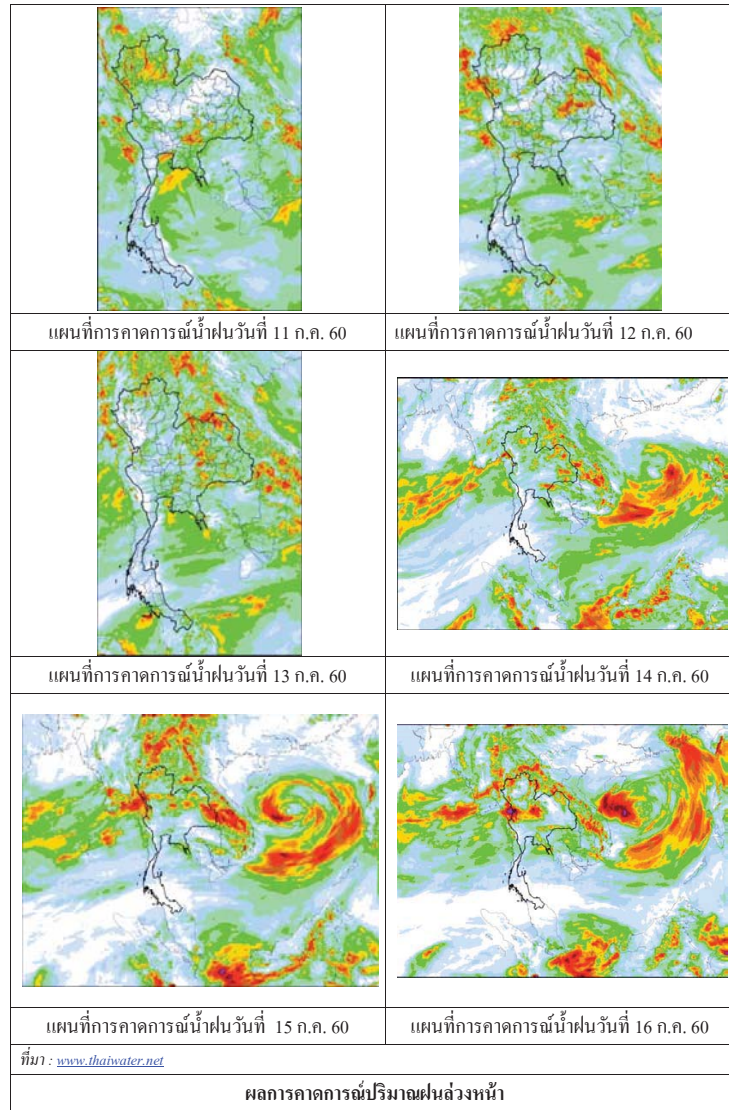 แผนที่การคาดการณ์น้ำฝนวันที่ 11 ก.ค. 60
แผนที่การคาดการณ์น้ำฝนวันที่ 12 ก.ค. 60
แผนที่การคาดการณ์น้ำฝนวันที่ 13 ก.ค. 60
แผนที่การคาดการณ์น้ำฝนวันที่ 14 ก.ค. 60
แผนที่การคาดการณ์น้ำฝนวันที่ 15 ก.ค. 60
แผนที่การคาดการณ์น้ำฝนวันที่ 16 ก.ค. 60
ที่มา : www.thaiwater.net
ผลการคาดการณ์ปริมาณฝนล่วงหน้า